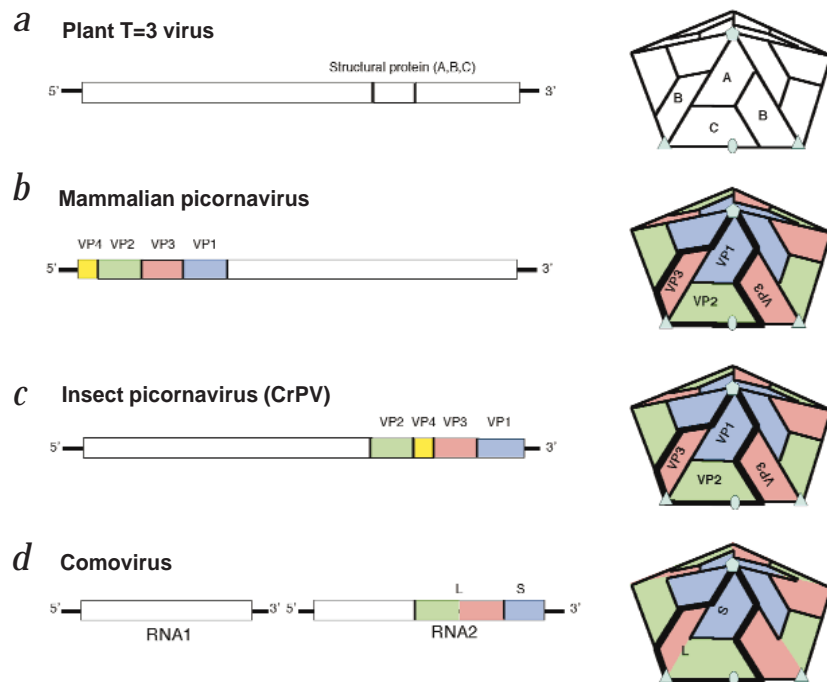 a Plant T=3 virus
Structural protein (A,B,C)
5' 3'
A
B B
C
b Mammalian picornavirus
VP4 VP2 VP3 VP1
5' 3'
VP1
VP3 VP3
VP2
c Insect picornavirus (CrPV)
VP2 VP4 VP3 VP1
5' 3'
VP1
VP3 VP3
VP2
d Comovirus
L S
5' 3' 5' 3'
RNA1 RNA2
S
L